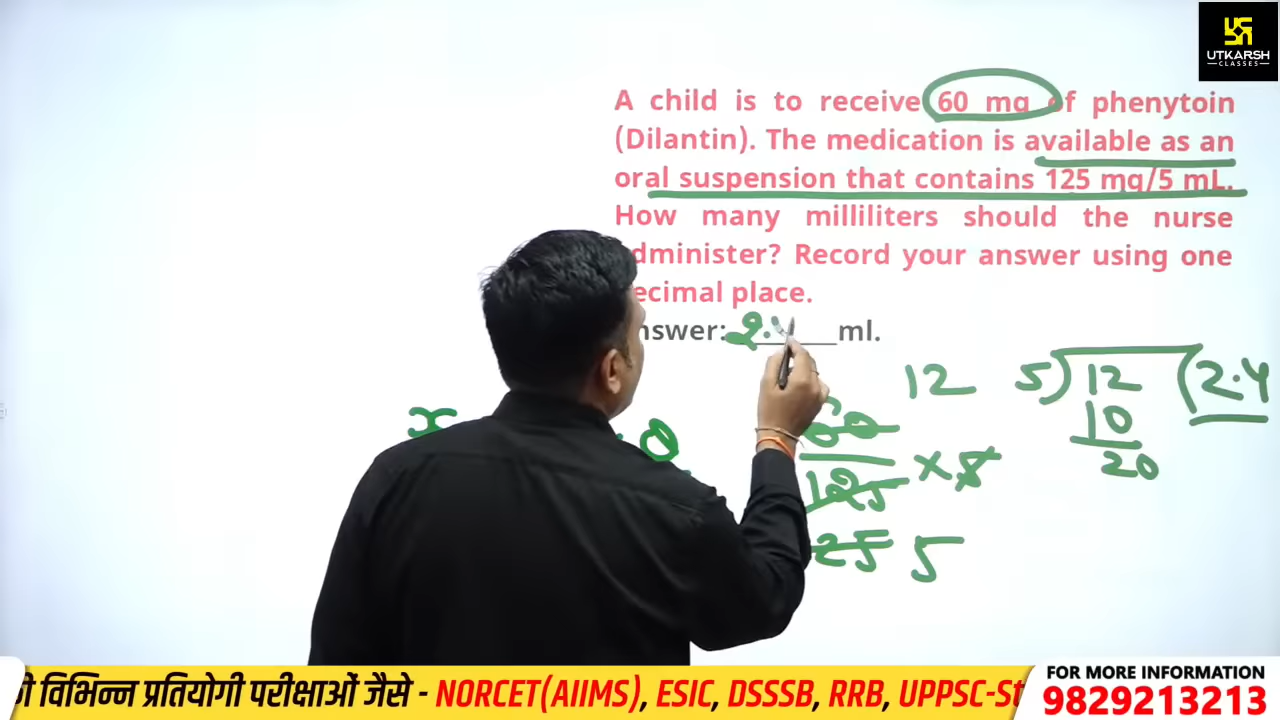 UTKARSH
CLASSES
A child is to receive 60 mg of phenytoin
(Dilantin). The medication is available as an
oral suspension that contains 125 mg/5 mL.
How many milliliters should the nurse
dminister? Record your answer using one
ecimal place.
nswer: 2.4 ml.
x
60
125 × 5
25 5
12
5) 12 (2.4
10
20
विभिन्न प्रतियोगी परीक्षाओं जैसे - NORCET(AIIMS), ESIC, DSSSB, RRB, UPPSC-St
FOR MORE INFORMATION
9829213213